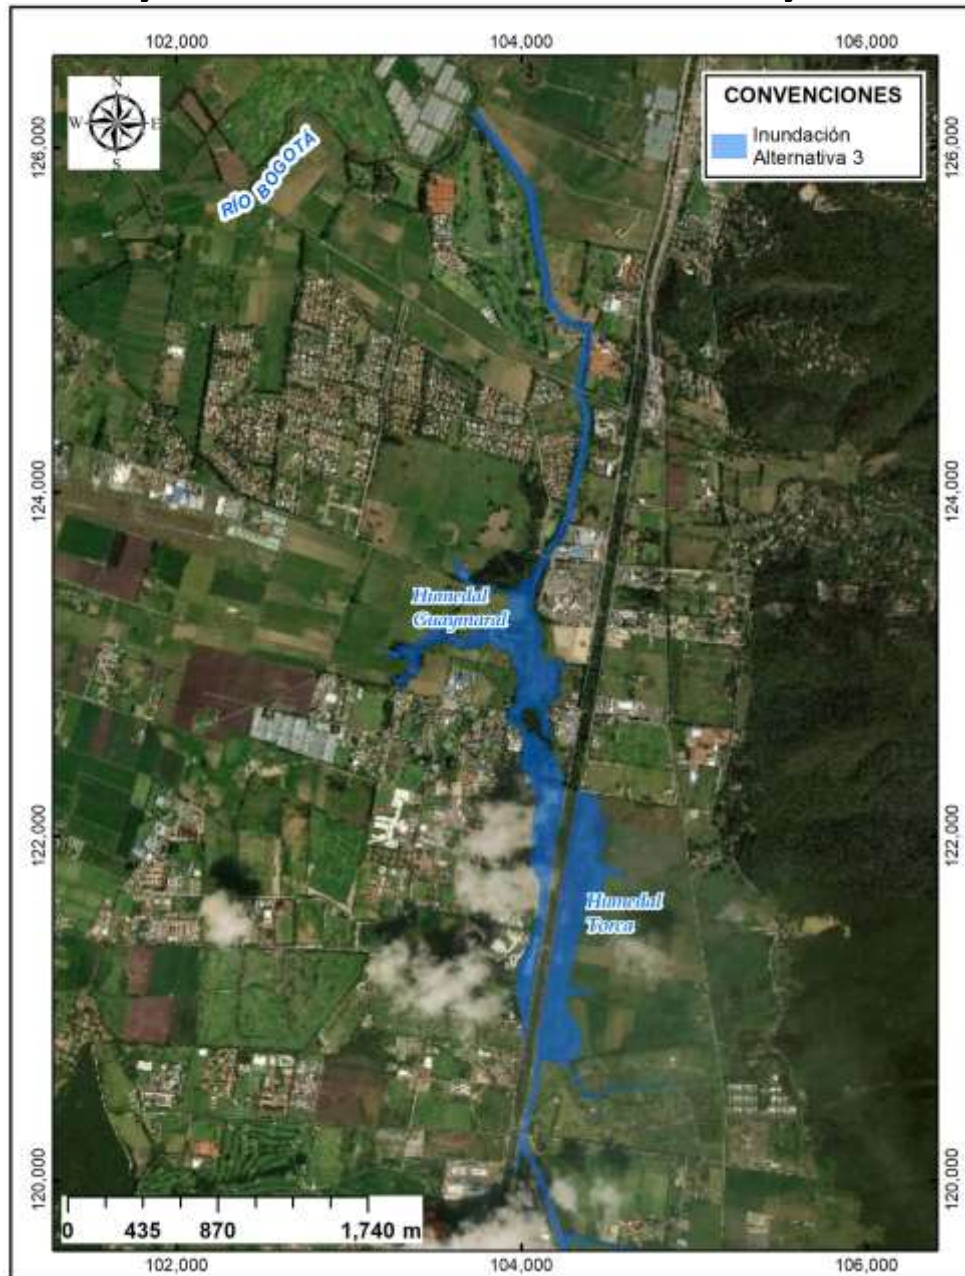 102,000 104,000 106,000
N
W E
S
CONVENCIONES
Inundación
Alternativa 3
126,000 126,000
RÍO BOGOTÁ
124,000 124,000
Humedal
Guaymaral
122,000 122,000
Humedal
Torca
120,000 120,000
0 435 870 1,740 m
102,000 104,000 106,000